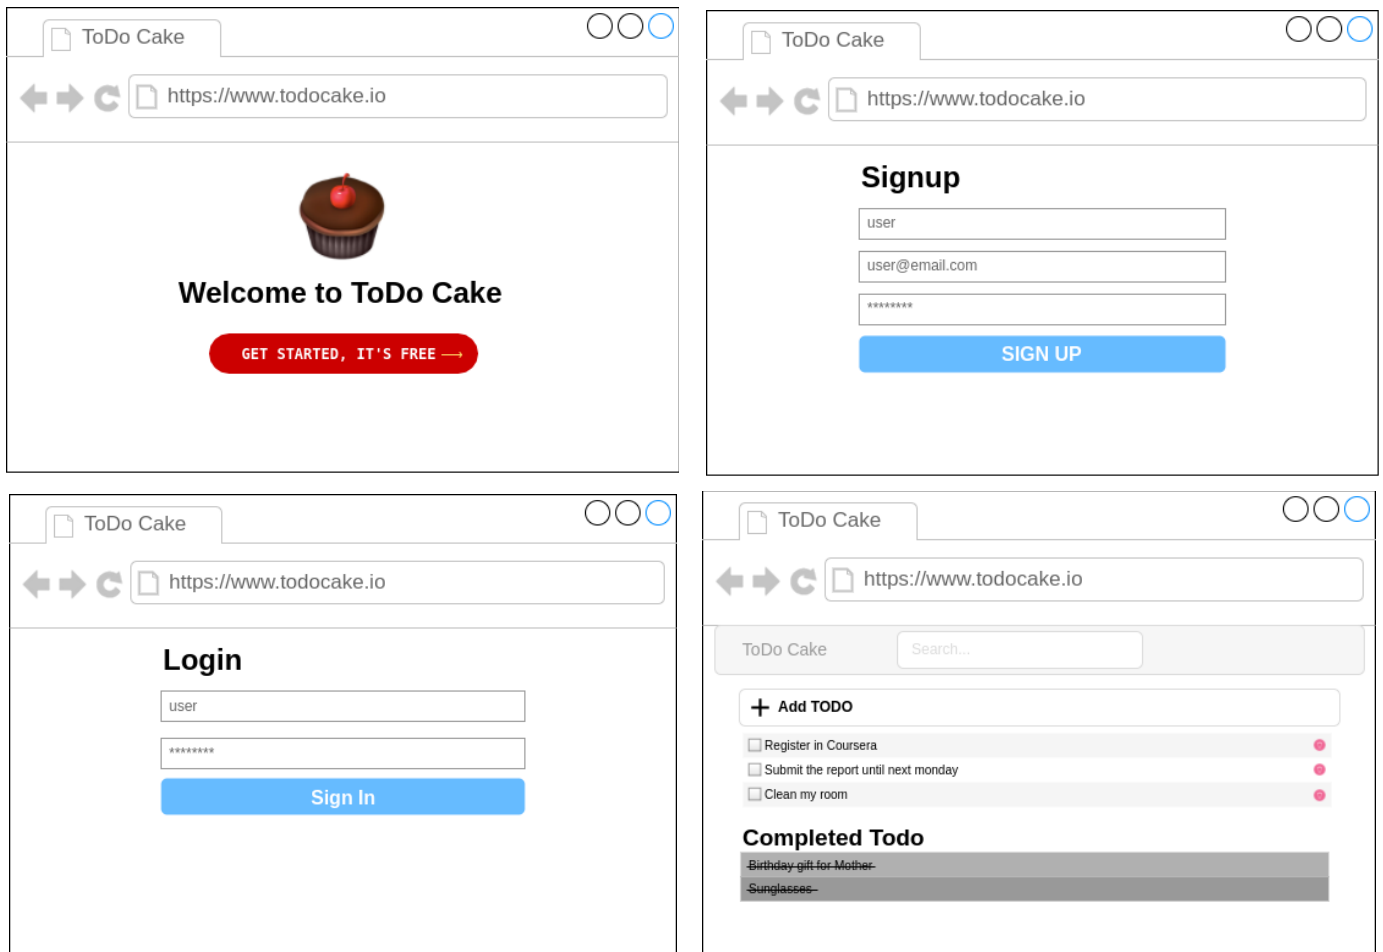 ToDo Cake
https://www.todocake.io
Welcome to ToDo Cake
GET STARTED, IT'S FREE ⟶
ToDo Cake
https://www.todocake.io
Signup
user
user@email.com
********
SIGN UP
ToDo Cake
https://www.todocake.io
Login
user
********
Sign In
ToDo Cake
https://www.todocake.io
ToDo Cake
Search...
Add TODO
Register in Coursera
Submit the report until next monday
Clean my room
Completed Todo
Birthday gift for Mother
Sunglasses